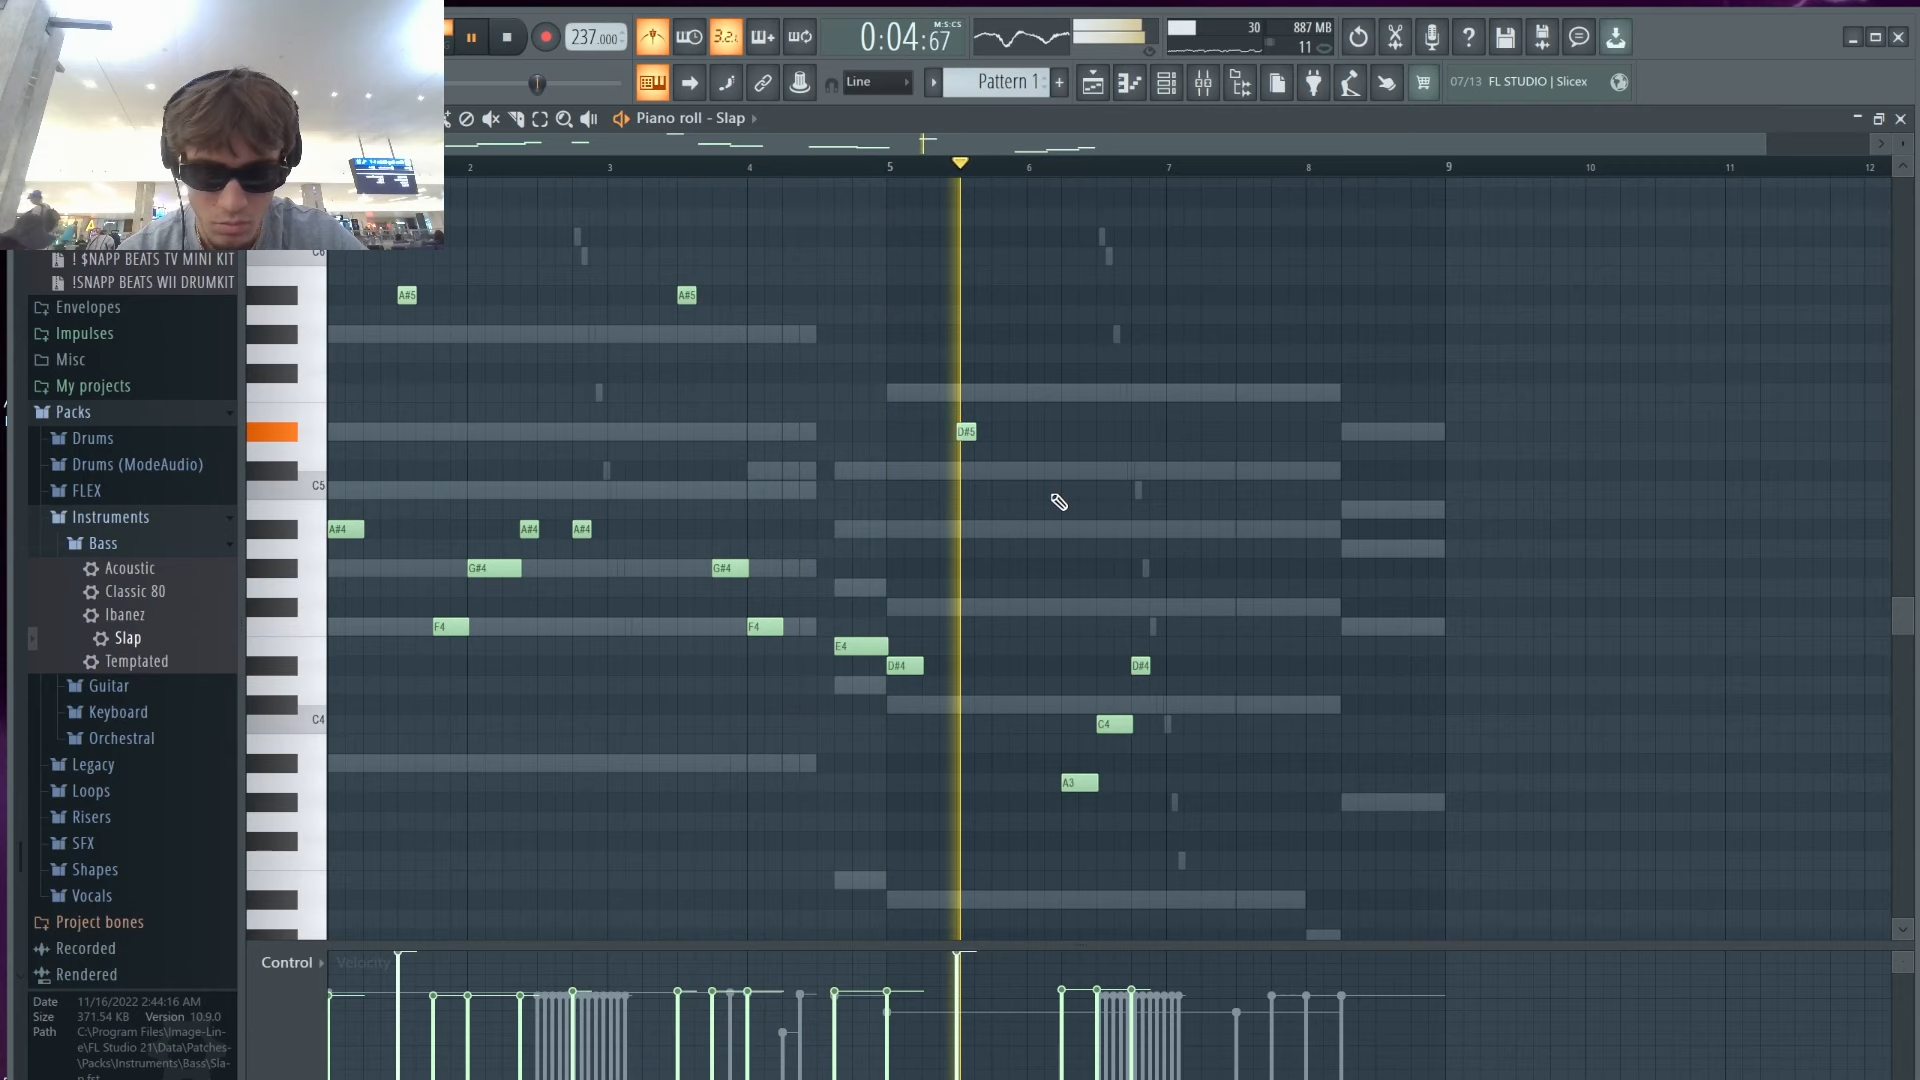 237.000
3.2.
0:04:67
M:S:CS
30
887 MB
11
Line
Pattern 1
+
07/13 FL STUDIO | Slicex
Piano roll - Slap
2 3 4 5 6 7 8 9 10 11 12
! $NAPP BEATS TV MINI KIT
!SNAPP BEATS WII DRUMKIT
Envelopes
Impulses
Misc
My projects
Packs
Drums
Drums (ModeAudio)
FLEX
Instruments
Bass
Acoustic
Classic 80
Ibanez
Slap
Temptated
Guitar
Keyboard
Orchestral
Legacy
Loops
Risers
SFX
Shapes
Vocals
Project bones
Recorded
Rendered
Date 11/16/2022 2:44:16 AM
Size 371.54 KB Version 10.9.0
Path C:\Program Files\Image-Lin-
e\FL Studio 21\Data\Patches-
\Packs\Instruments\Bass\Sla-
p.fst
C6
A#5 A#5
D#5
C5
A#4 A#4 A#4
G#4 G#4
F4 F4
E4
D#4 D#4
C4 C4
A3
Control Velocity